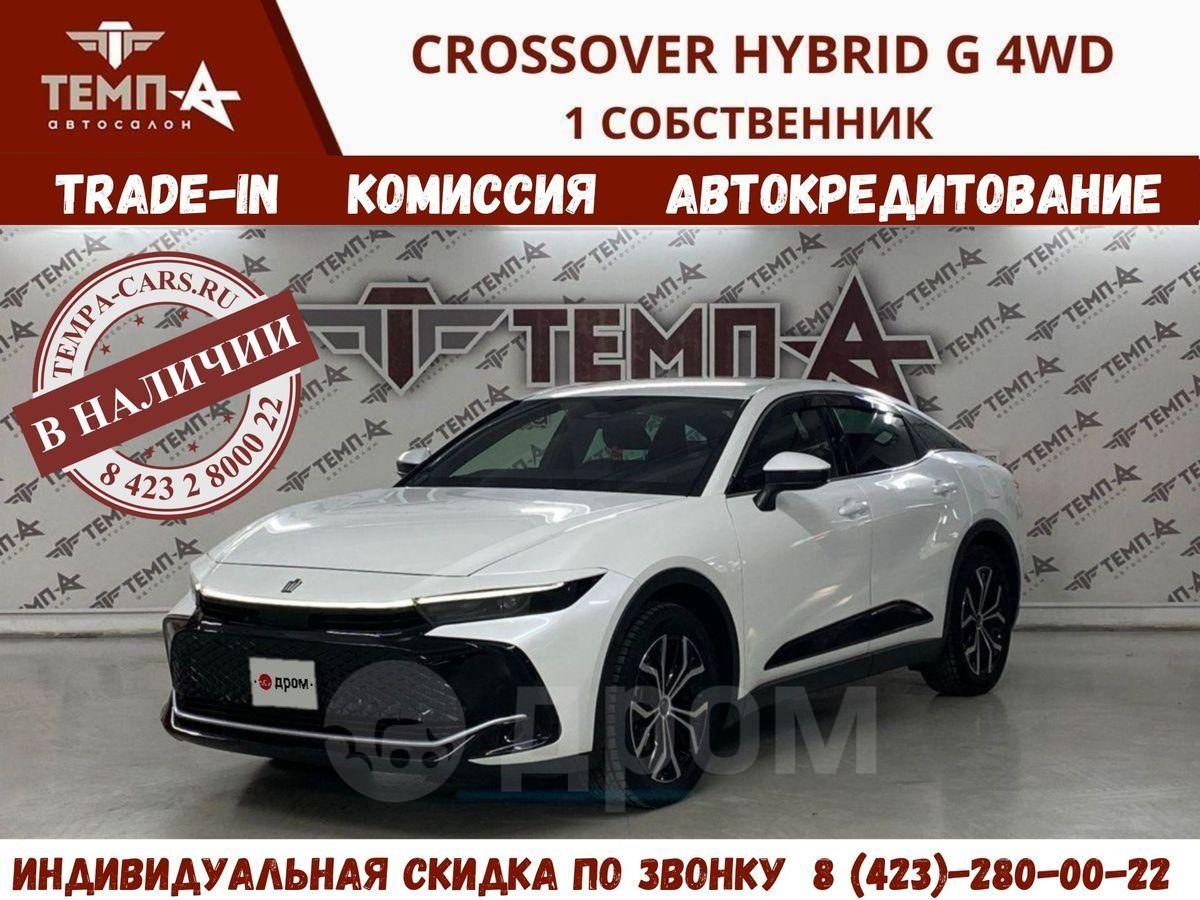 ТЕМП-А
автосалон
CROSSOVER HYBRID G 4WD
1 СОБСТВЕННИК
TRADE-IN КОМИССИЯ АВТОКРЕДИТОВАНИЕ
TEMPA-CARS.RU
В НАЛИЧИИ
8 423 2 8000 22
ТЕМП-А
дром
дром
ИНДИВИДУАЛЬНАЯ СКИДКА ПО ЗВОНКУ 8 (423)-280-00-22